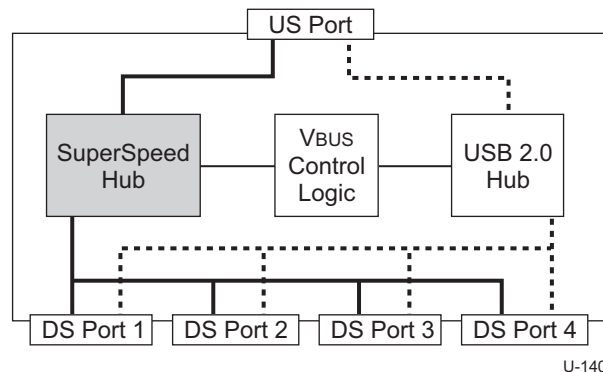 US Port
SuperSpeed
Hub
VBUS
Control
Logic
USB 2.0
Hub
DS Port 1
DS Port 2
DS Port 3
DS Port 4
U-140